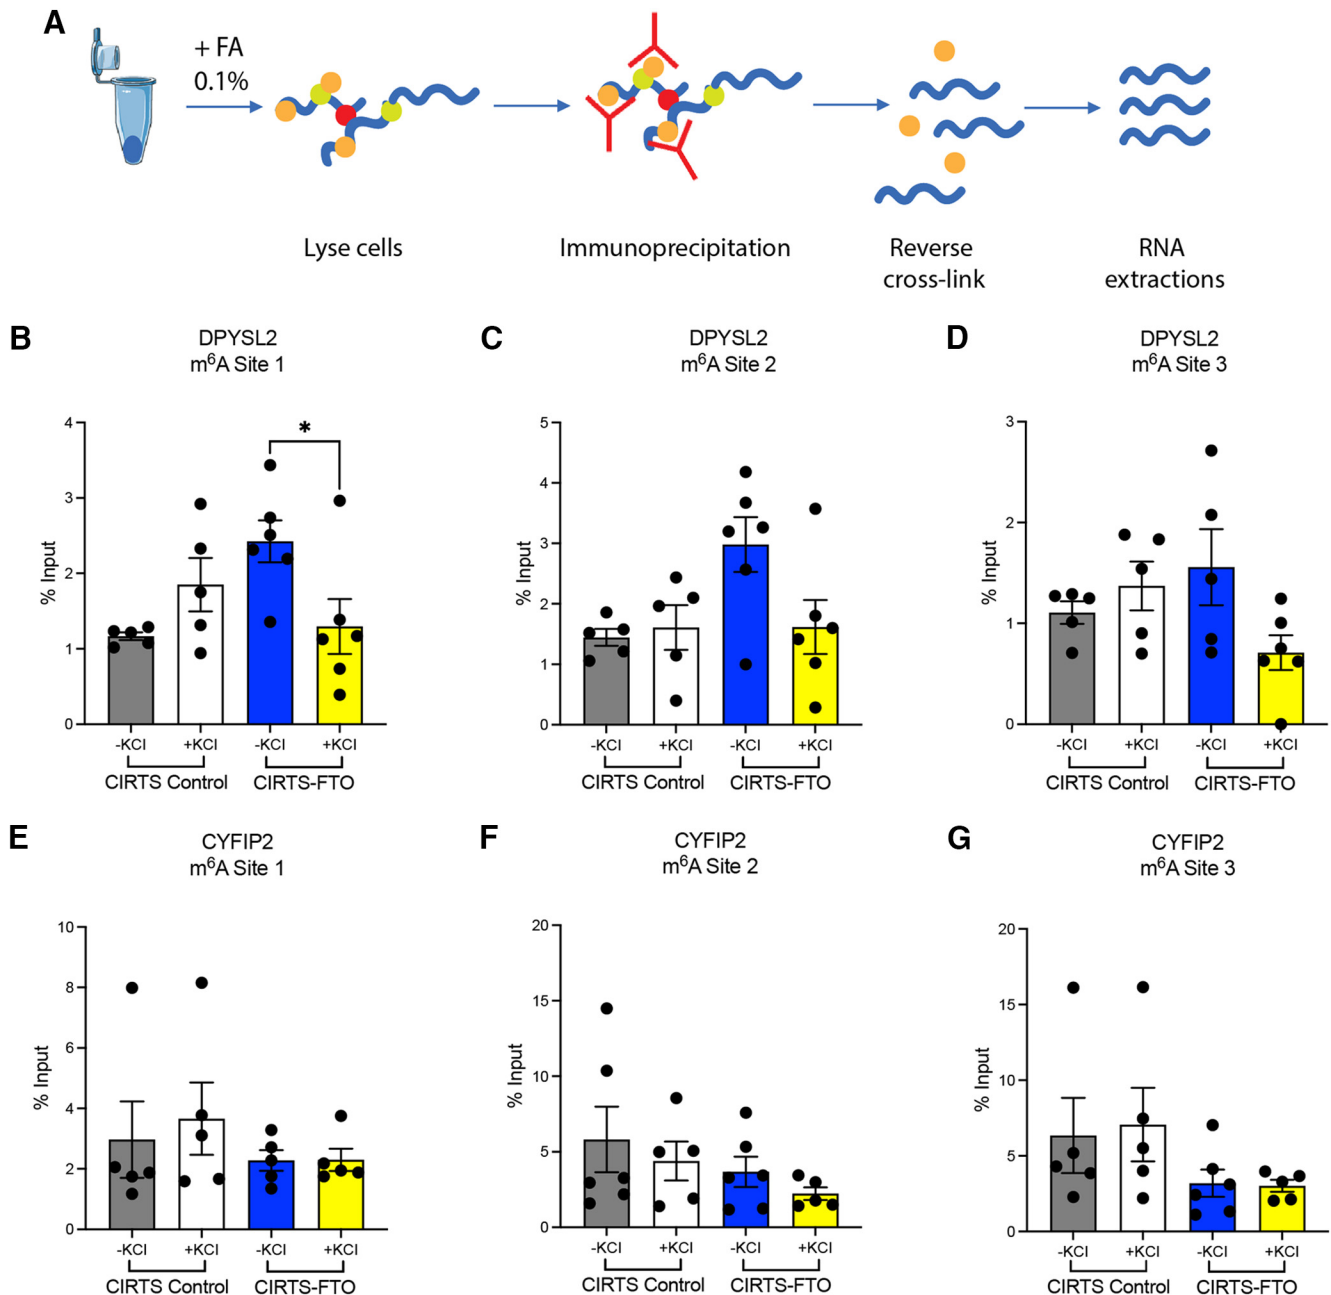 A
+ FA
0.1%
Lyse cells
Immunoprecipitation
Reverse
cross-link
RNA
extractions
B
DPYSL2
m⁶A Site 1
% Input
4
3
2
1
0
*
-KCl
+KCl
-KCl
+KCl
CIRTS Control
CIRTS-FTO
C
DPYSL2
m⁶A Site 2
% Input
5
4
3
2
1
0
-KCl
+KCl
-KCl
+KCl
CIRTS Control
CIRTS-FTO
D
DPYSL2
m⁶A Site 3
% Input
3
2
1
0
-KCl
+KCl
-KCl
+KCl
CIRTS Control
CIRTS-FTO
E
CYFIP2
m⁶A Site 1
% Input
10
8
6
4
2
0
-KCl
+KCl
-KCl
+KCl
CIRTS Control
CIRTS-FTO
F
CYFIP2
m⁶A Site 2
% Input
20
15
10
5
0
-KCl
+KCl
-KCl
+KCl
CIRTS Control
CIRTS-FTO
G
CYFIP2
m⁶A Site 3
% Input
20
15
10
5
0
-KCl
+KCl
-KCl
+KCl
CIRTS Control
CIRTS-FTO